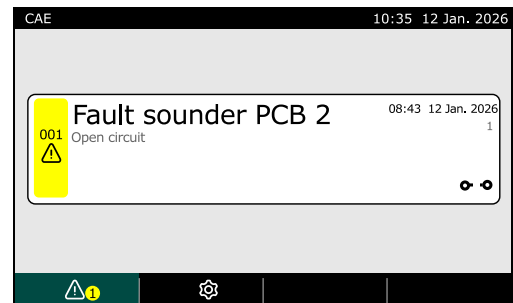 CAE 10:35 12 Jan. 2026
Fault sounder PCB 2 08:43 12 Jan. 2026
001 Open circuit 1
1